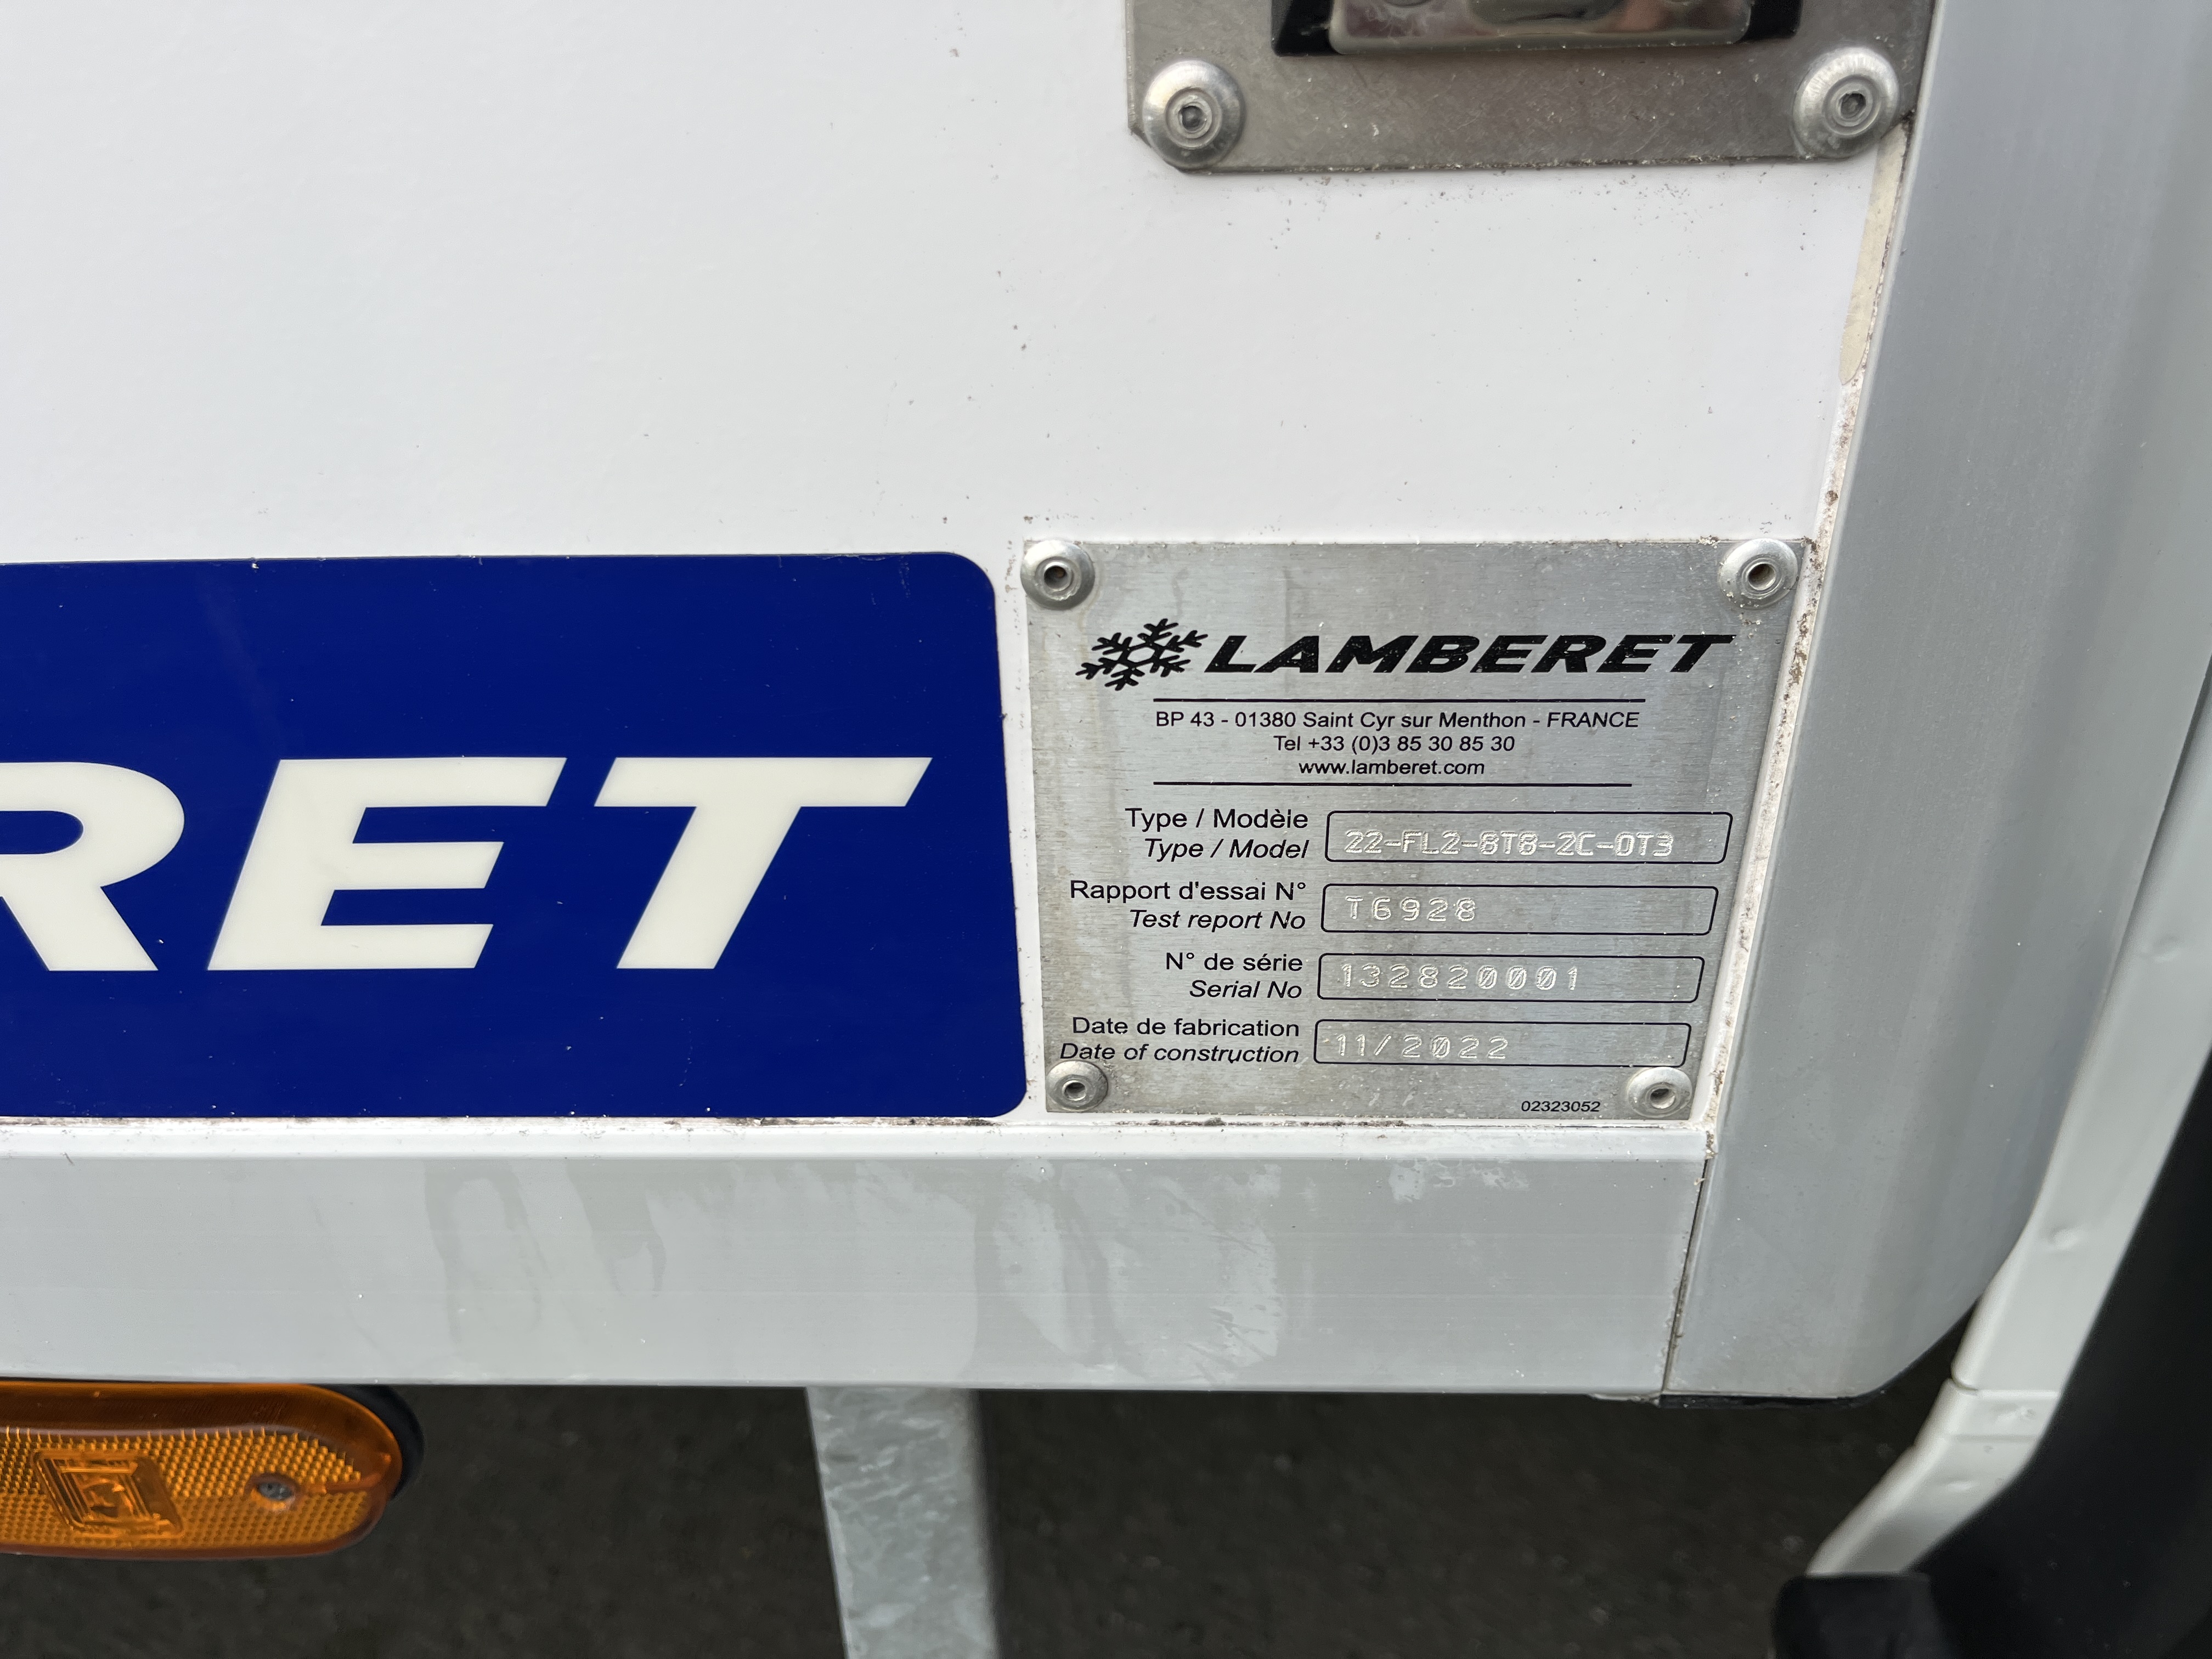 RET
LAMBERET
BP 43 - 01380 Saint Cyr sur Menthon - FRANCE
Tel +33 (0)3 85 30 85 30
www.lamberet.com
Type / Modèle
Type / Model
22-FL2-8T8-2C-0T3
Rapport d'essai N°
Test report No
T6928
N° de série
Serial No
132820001
Date de fabrication
Date of construction
11/2022
02323052